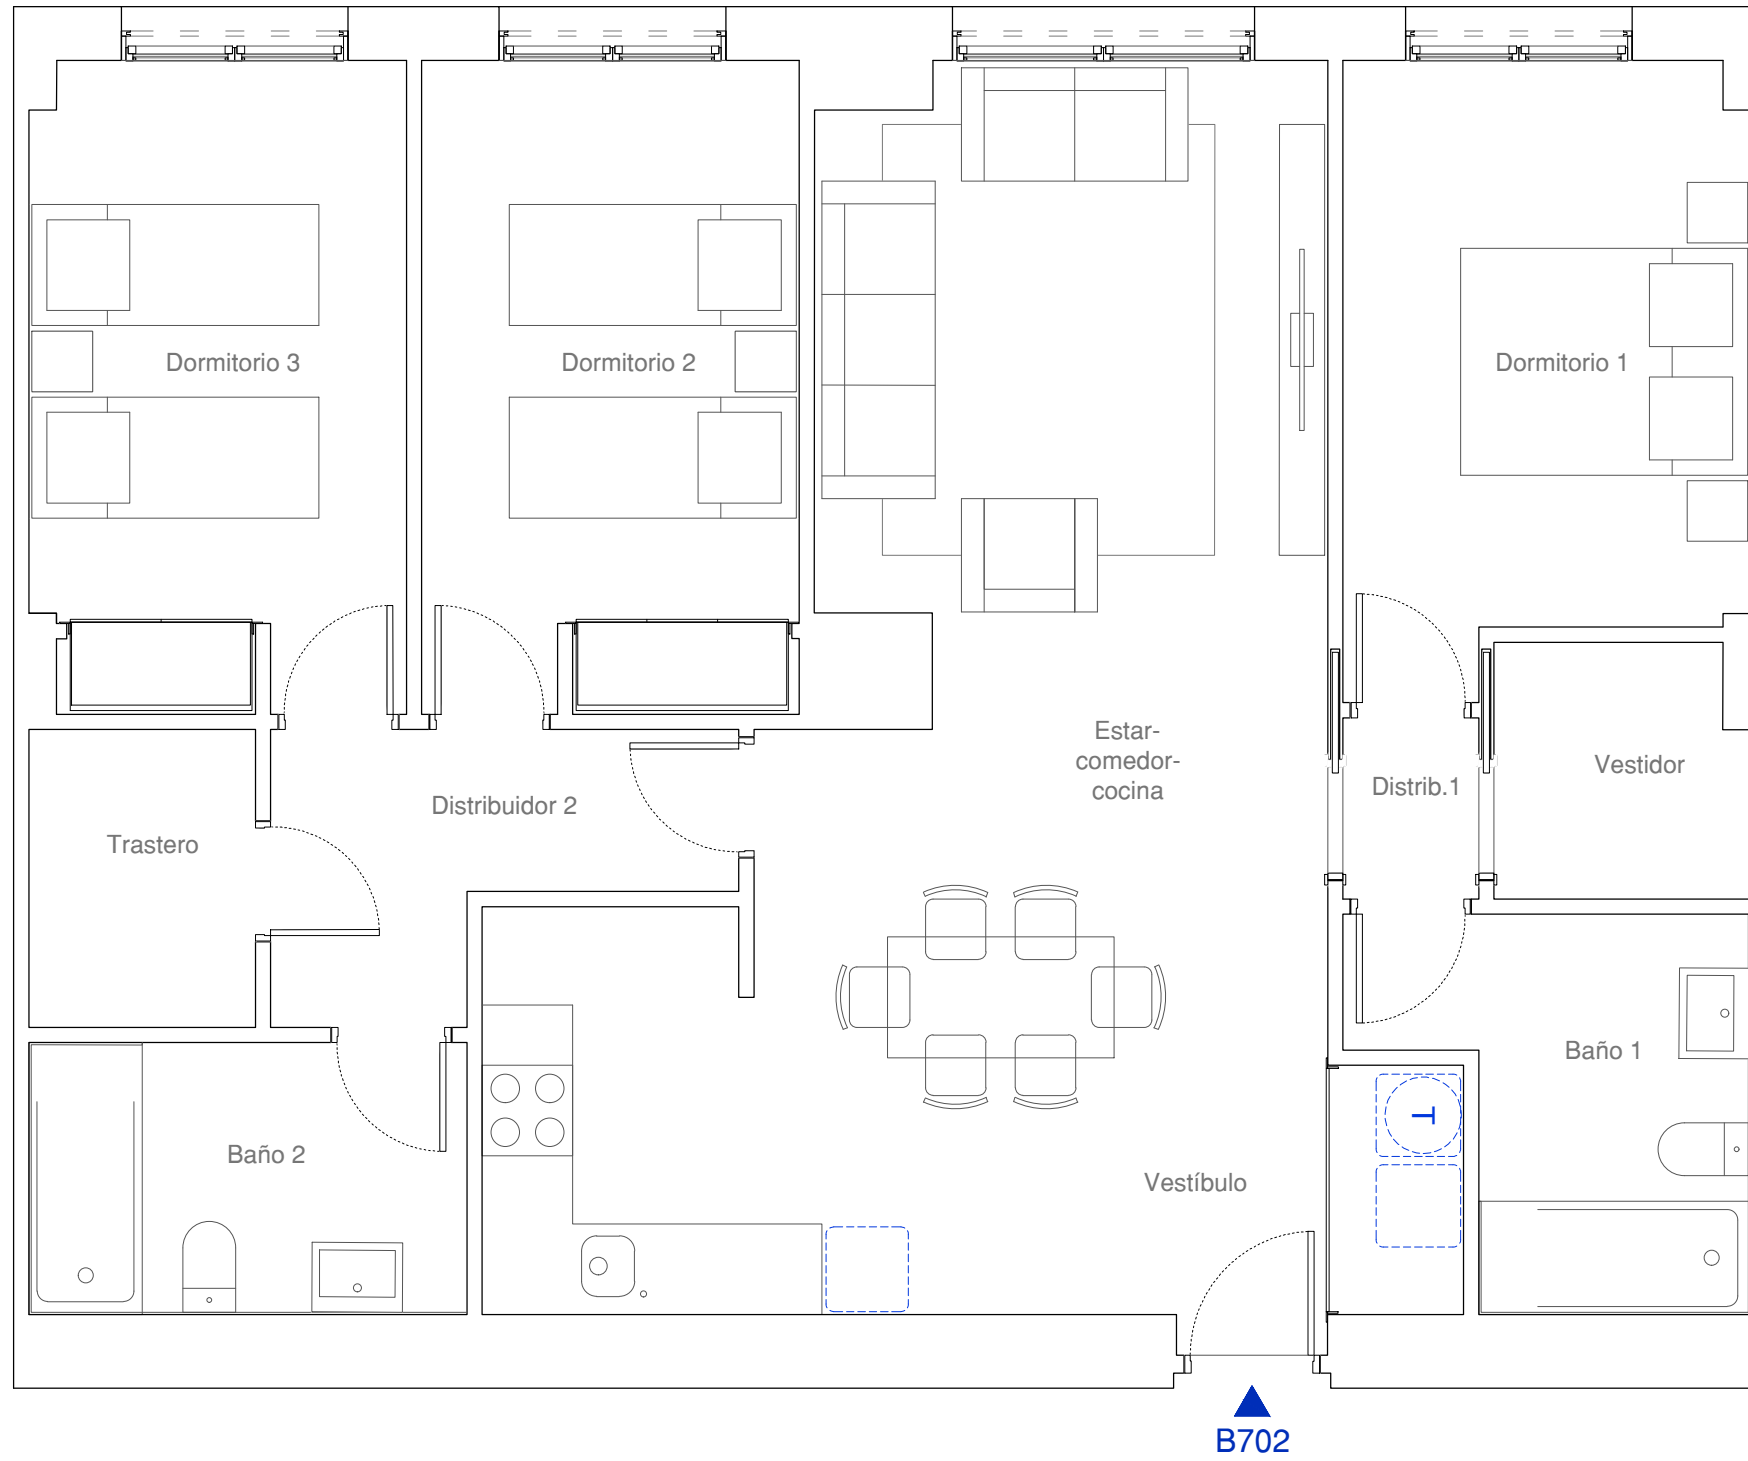 Dormitorio 3
Dormitorio 2
Dormitorio 1
Estar-
comedor-
cocina
Vestidor
Distrib.1
Distribuidor 2
Trastero
Baño 1
T
Baño 2
Vestíbulo
B702